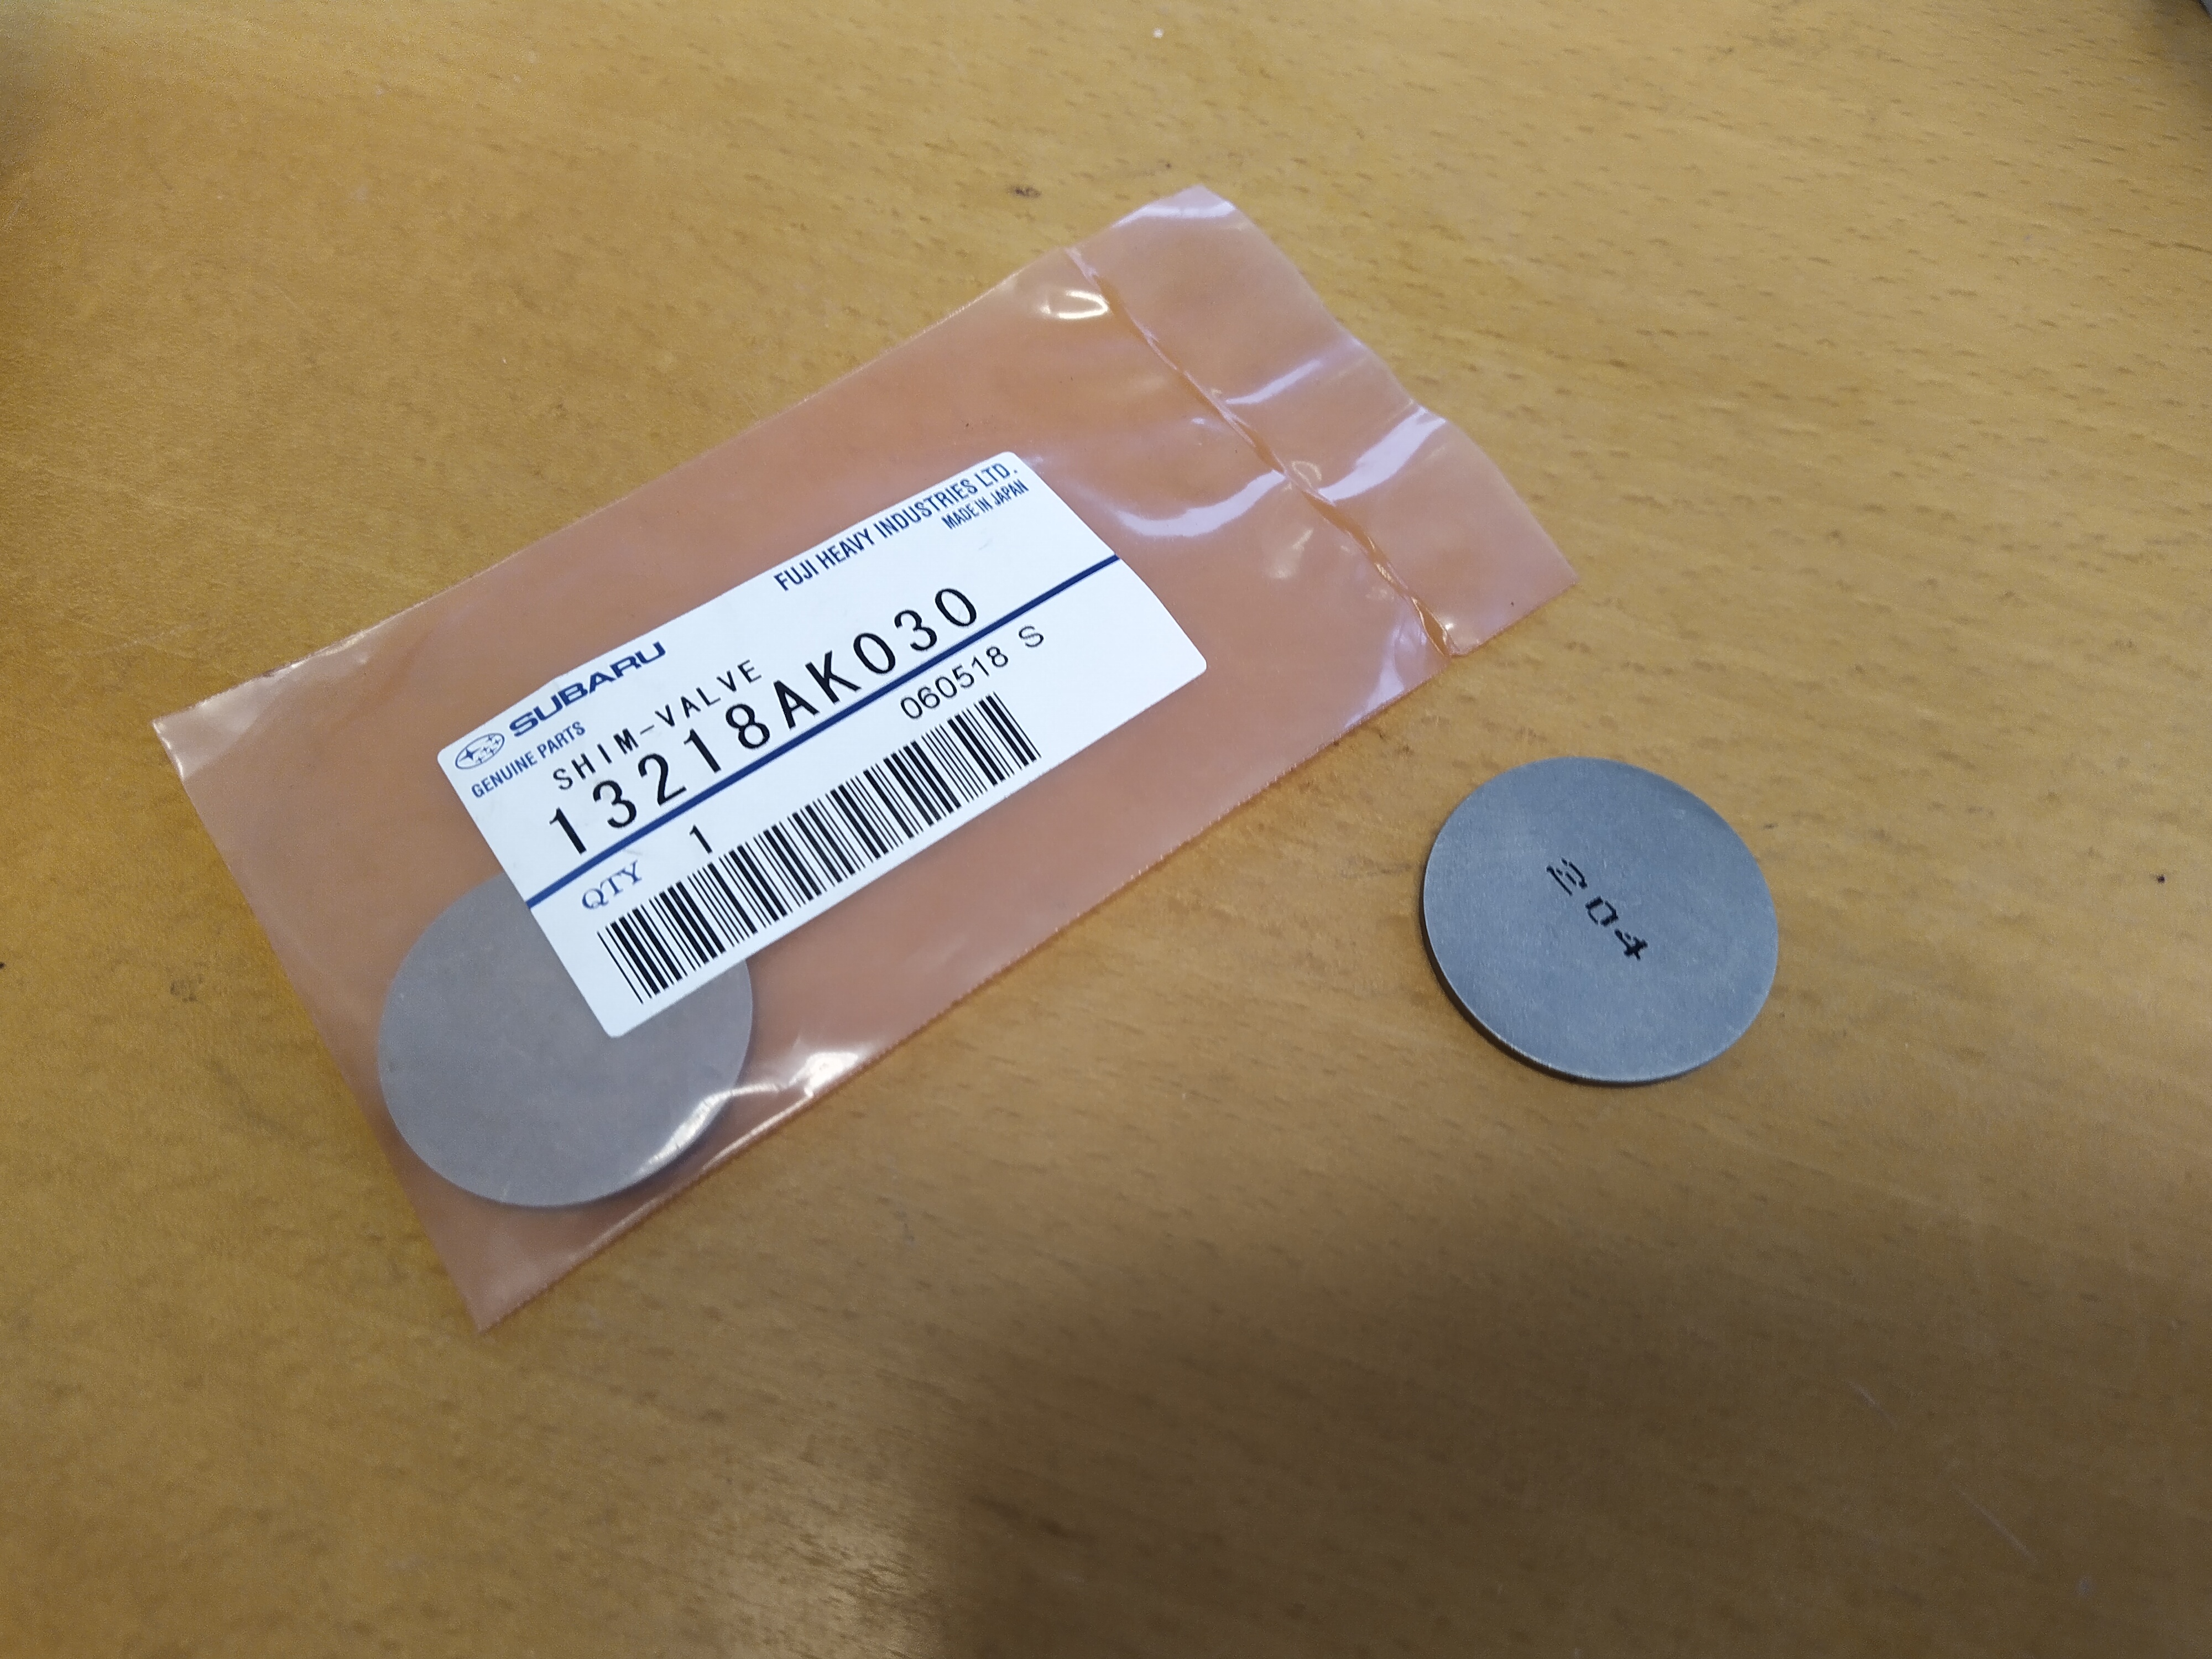 SUBARU
GENUINE PARTS
FUJI HEAVY INDUSTRIES LTD.
MADE IN JAPAN
SHIM-VALVE
13218AK030
QTY 1
060518 S
204